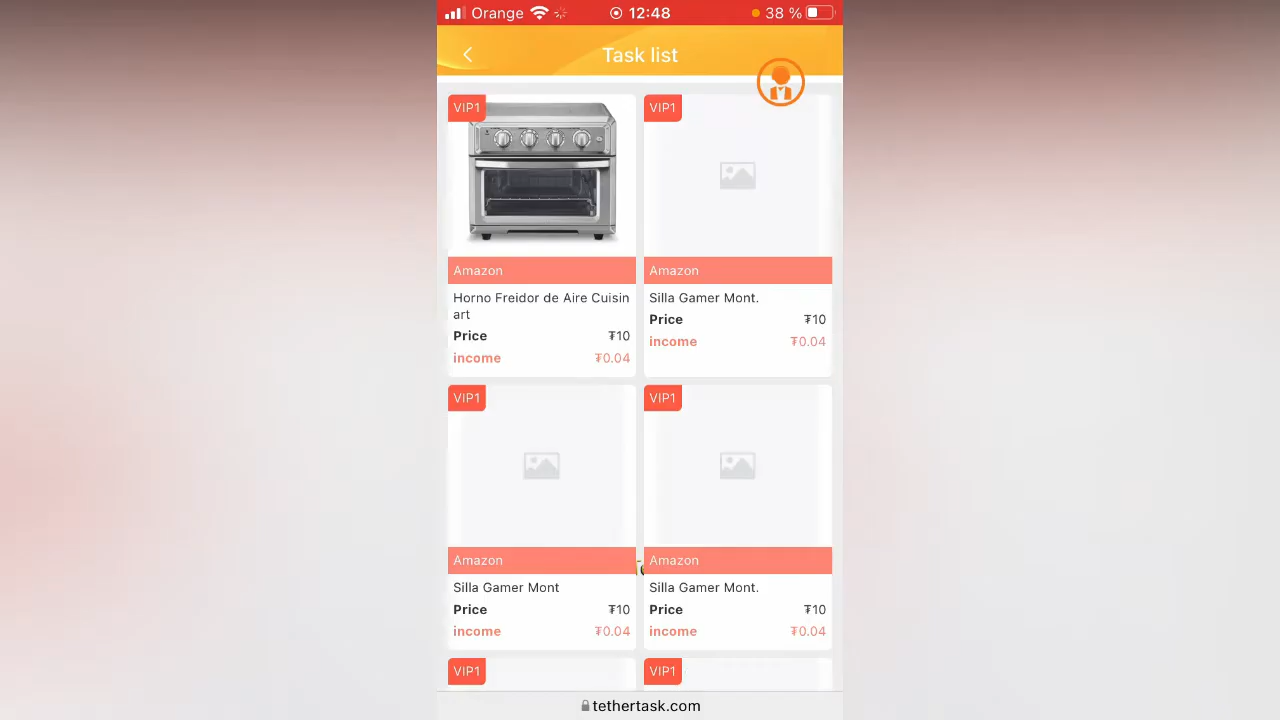 Orange 12:48 38 %
Task list
VIP1
VIP1
Amazon
Amazon
Horno Freidor de Aire Cuisin
art
Price ₮10
income ₮0.04
Silla Gamer Mont.
Price ₮10
income ₮0.04
VIP1
VIP1
Amazon
Amazon
Silla Gamer Mont
Price ₮10
income ₮0.04
Silla Gamer Mont.
Price ₮10
income ₮0.04
VIP1
VIP1
tethertask.com